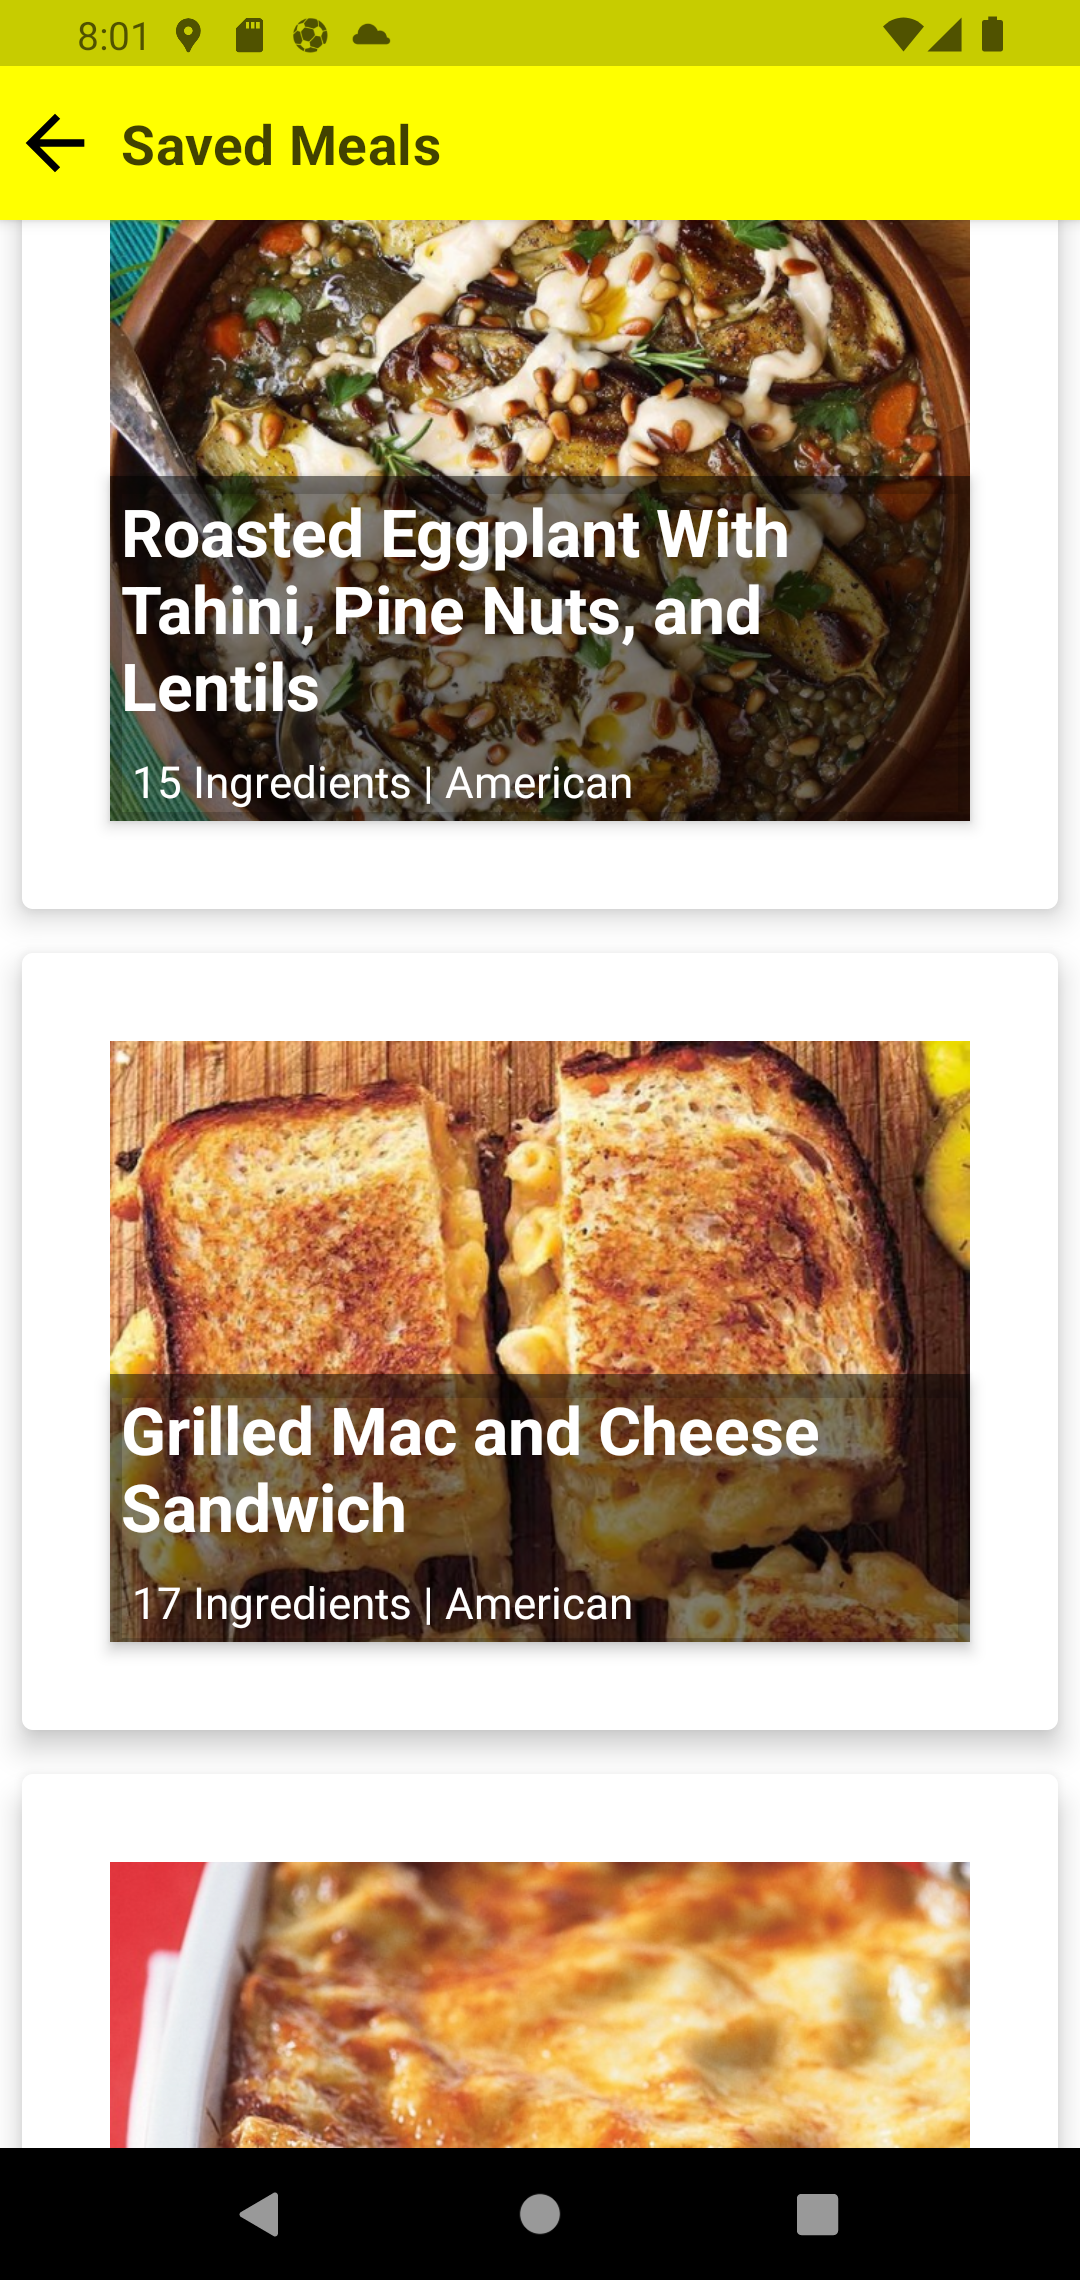 8:01
Saved Meals
Roasted Eggplant With
Tahini, Pine Nuts, and
Lentils
15 Ingredients | American
Grilled Mac and Cheese
Sandwich
17 Ingredients | American